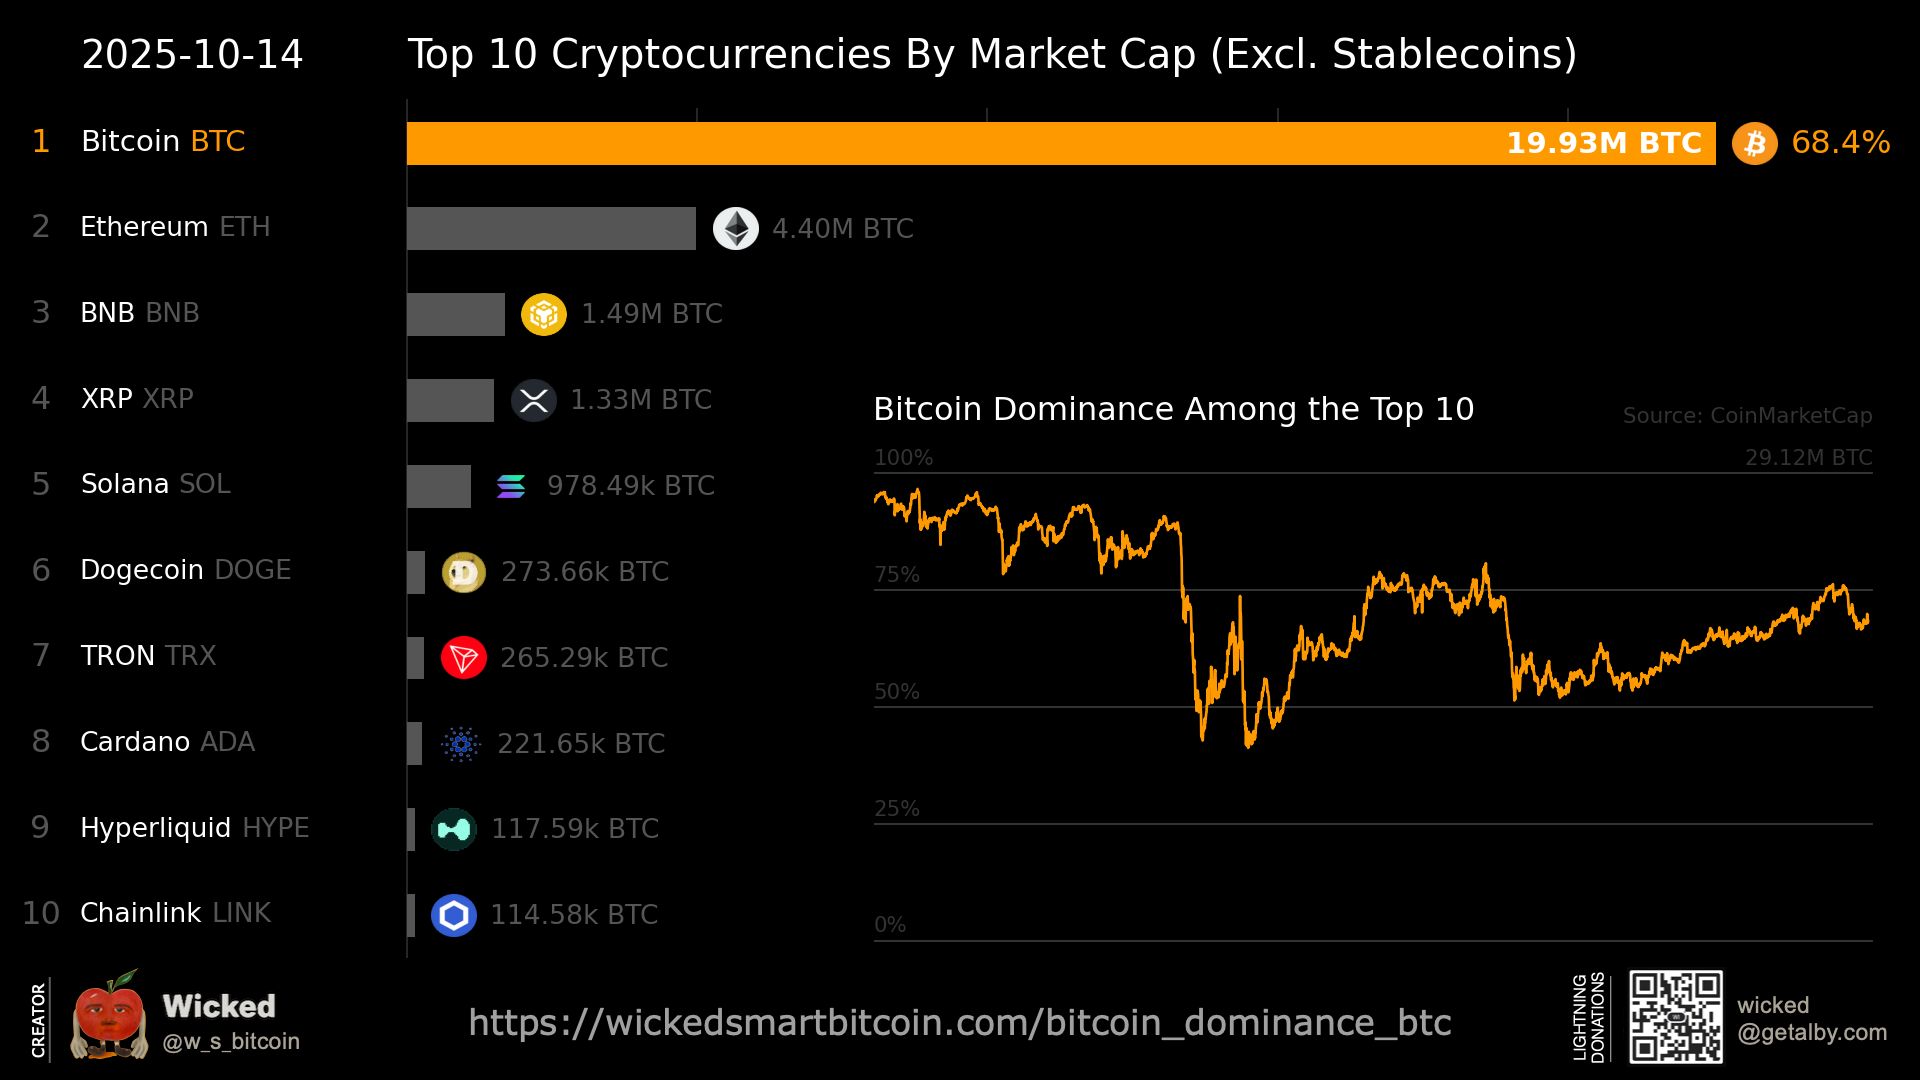 2025-10-14
Top 10 Cryptocurrencies By Market Cap (Excl. Stablecoins)
1 Bitcoin BTC 19.93M BTC 68.4%
2 Ethereum ETH 4.40M BTC
3 BNB BNB 1.49M BTC
4 XRP XRP 1.33M BTC
5 Solana SOL 978.49k BTC
6 Dogecoin DOGE 273.66k BTC
7 TRON TRX 265.29k BTC
8 Cardano ADA 221.65k BTC
9 Hyperliquid HYPE 117.59k BTC
10 Chainlink LINK 114.58k BTC
Bitcoin Dominance Among the Top 10
Source: CoinMarketCap
100% 29.12M BTC
75%
50%
25%
0%
CREATOR
Wicked
@w_s_bitcoin
https://wickedsmartbitcoin.com/bitcoin_dominance_btc
LIGHTNING
DONATIONS
wicked
@getalby.com